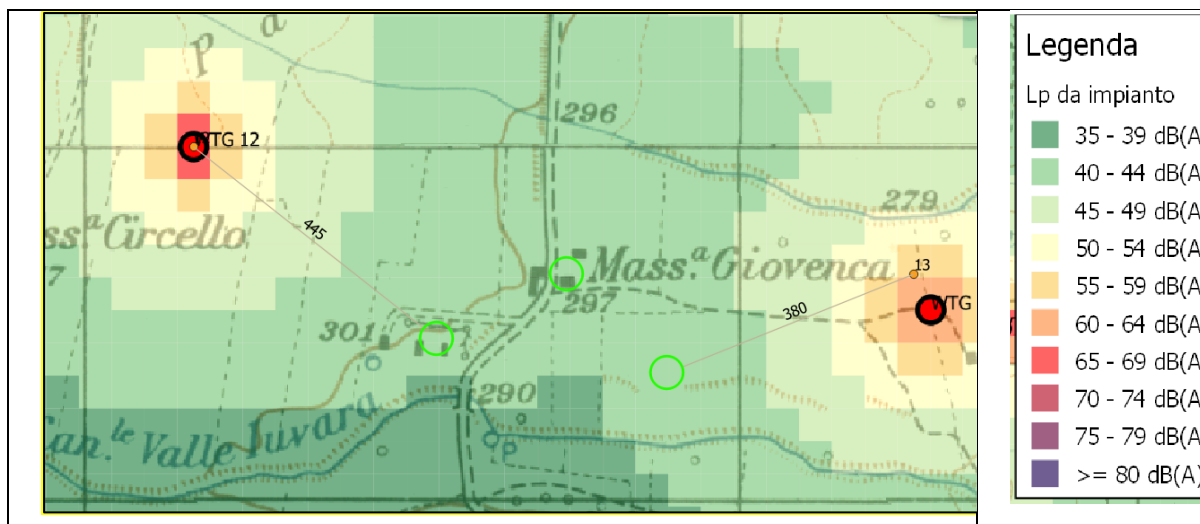 P a
WTG 12
296
ss.ª Circello
7
445
279
Mass.ª Giovenca
13
297
WTG
380
301
290
Can.le Valle Iuvara
P
Legenda
Lp da impianto
35 - 39 dB(A
40 - 44 dB(A
45 - 49 dB(A
50 - 54 dB(A
55 - 59 dB(A
60 - 64 dB(A
65 - 69 dB(A
70 - 74 dB(A
75 - 79 dB(A
>= 80 dB(A)